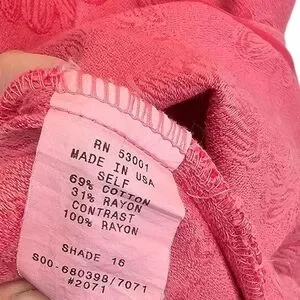 RN 53001
MADE IN USA
SELF
69% COTTON
31% RAYON
CONTRAST
100% RAYON
SHADE 16
S00-680398/7071
#2071